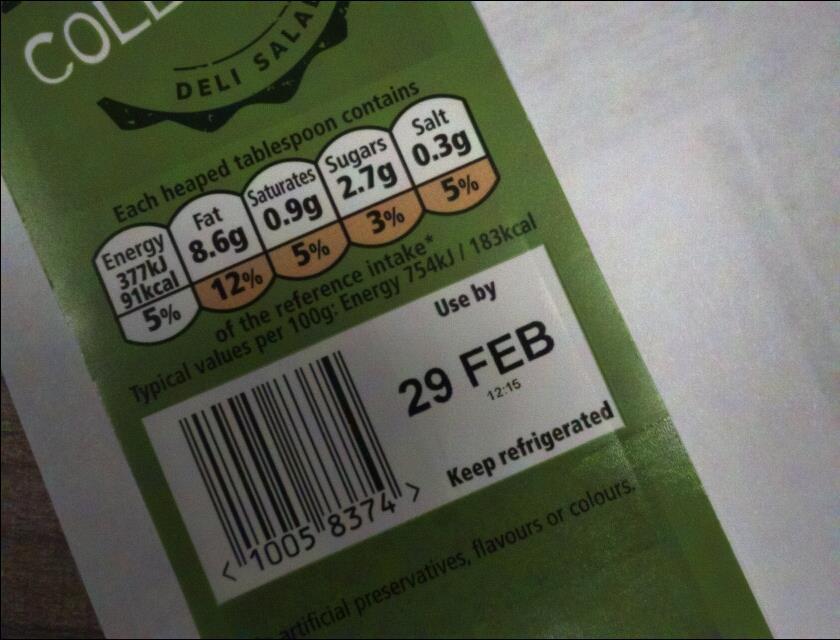 COLL
DELI SALAD
Each heaped tablespoon contains
Energy
377kJ
91kcal
5%
Fat
8.6g
12%
Saturates
0.9g
5%
Sugars
2.7g
3%
Salt
0.3g
5%
of the reference intake*
Typical values per 100g: Energy 754kJ / 183kcal
Use by
29 FEB
12:15
Keep refrigerated
< 1005 8374 >
artificial preservatives, flavours or colours.